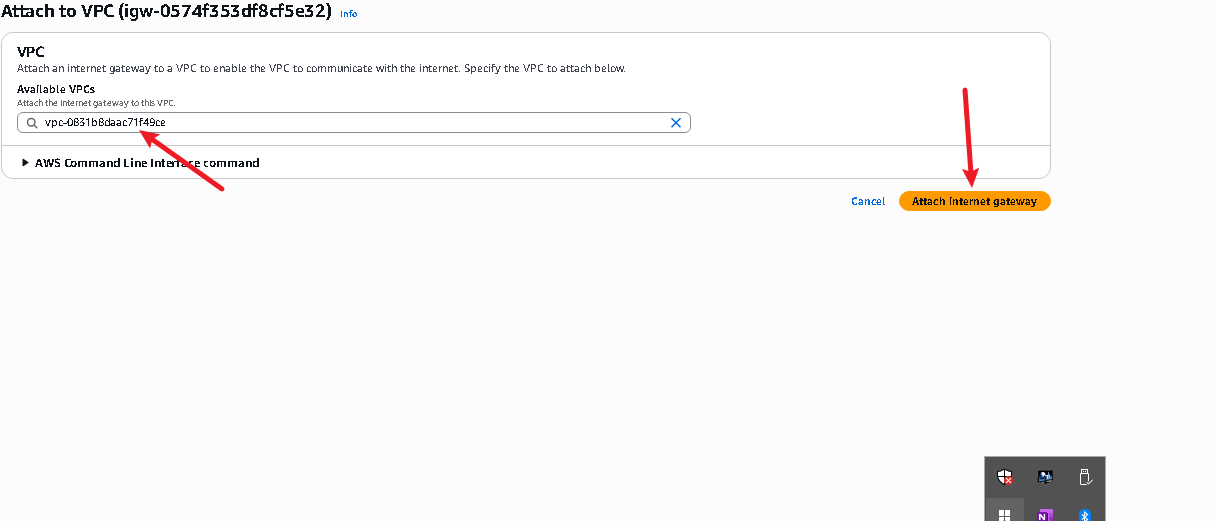 Attach to VPC (igw-0574f353df8cf5e32) Info
VPC
Attach an internet gateway to a VPC to enable the VPC to communicate with the internet. Specify the VPC to attach below.
Available VPCs
Attach the internet gateway to this VPC.
vpc-0831b8daac71f49ce
AWS Command Line Interface command
Cancel
Attach internet gateway